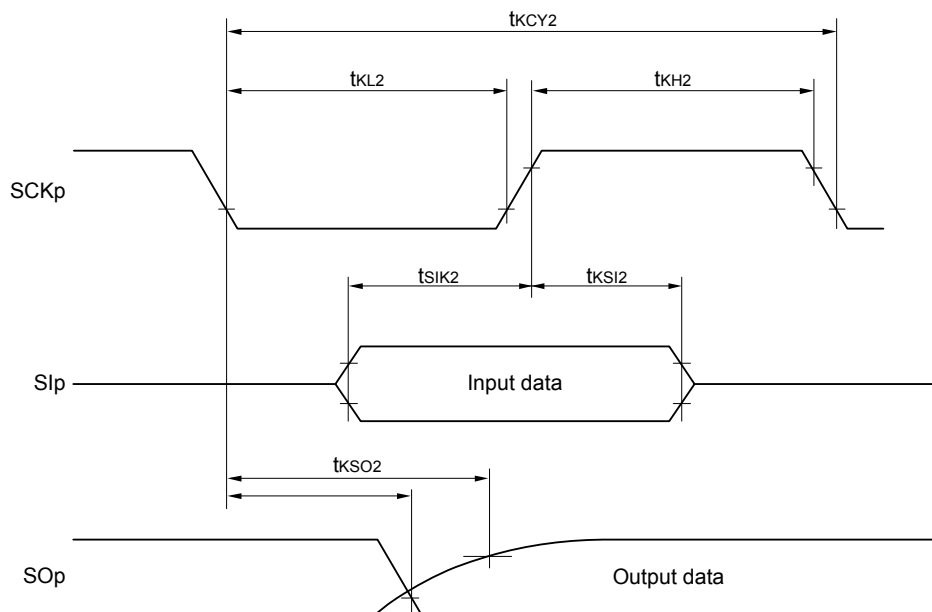 tKCY2
tKL2
tKH2
SCKp
tSIK2
tKSI2
SIp
Input data
tKSO2
SOp
Output data